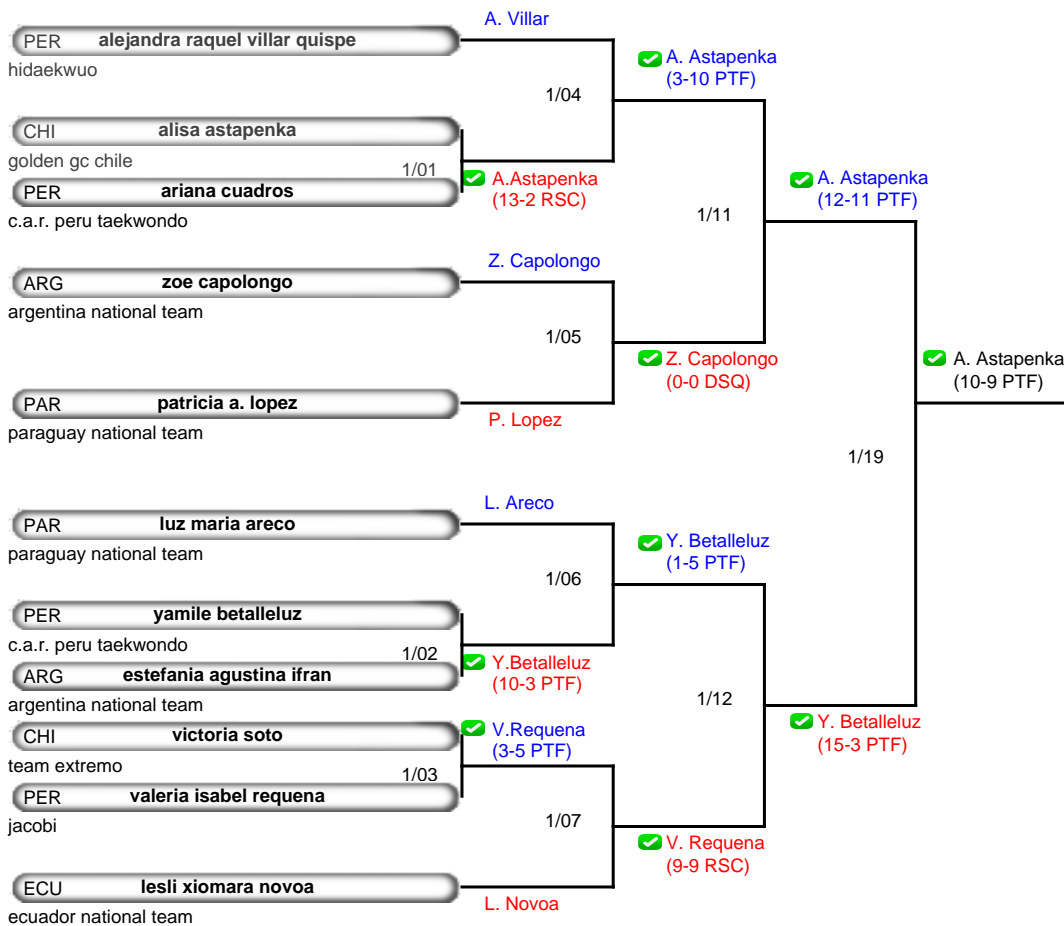 A. Villar
PER alejandra raquel villar quispe
hidaekwuo
A. Astapenka
(3-10 PTF)
1/04
CHI alisa astapenka
golden gc chile
1/01
A.Astapenka
(13-2 RSC)
PER ariana cuadros
c.a.r. peru taekwondo
A. Astapenka
(12-11 PTF)
1/11
Z. Capolongo
ARG zoe capolongo
argentina national team
1/05
Z. Capolongo
(0-0 DSQ)
A. Astapenka
(10-9 PTF)
PAR patricia a. lopez
paraguay national team
P. Lopez
1/19
L. Areco
PAR luz maria areco
paraguay national team
Y. Betalleluz
(1-5 PTF)
1/06
PER yamile betalleluz
c.a.r. peru taekwondo
1/02
Y.Betalleluz
(10-3 PTF)
ARG estefania agustina ifran
argentina national team
1/12
Y. Betalleluz
(15-3 PTF)
CHI victoria soto
team extremo
V.Requena
(3-5 PTF)
1/03
PER valeria isabel requena
jacobi
1/07
V. Requena
(9-9 RSC)
ECU lesli xiomara novoa
ecuador national team
L. Novoa